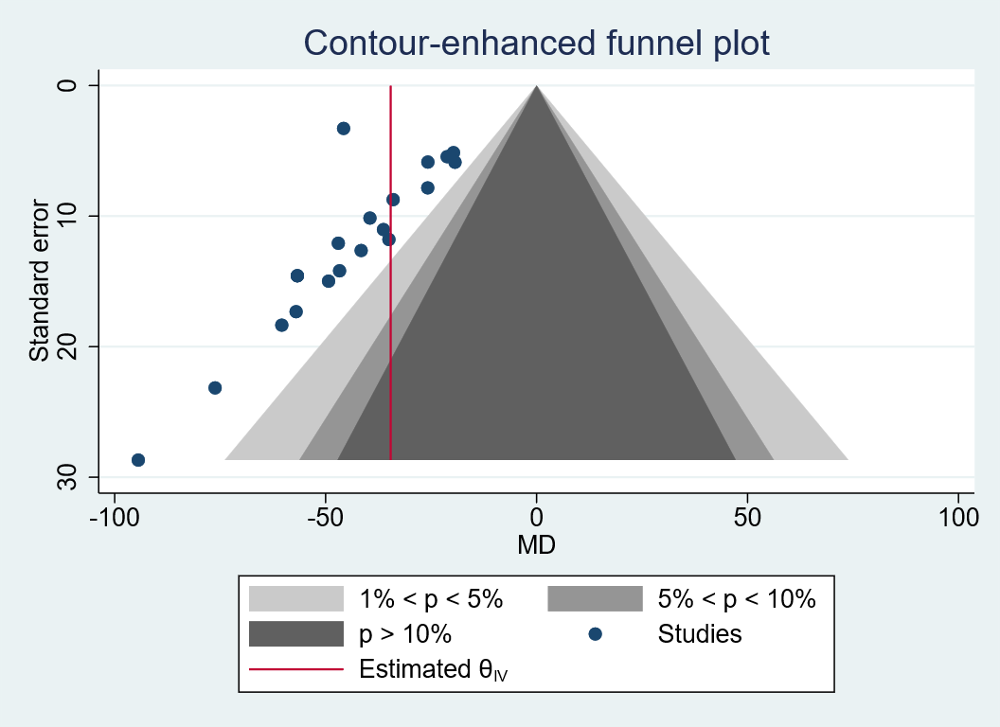 Contour-enhanced funnel plot
0
10
20
30
Standard error
-100 -50 0 50 100
MD
1% < p < 5% 5% < p < 10%
p > 10% Studies
Estimated θIV